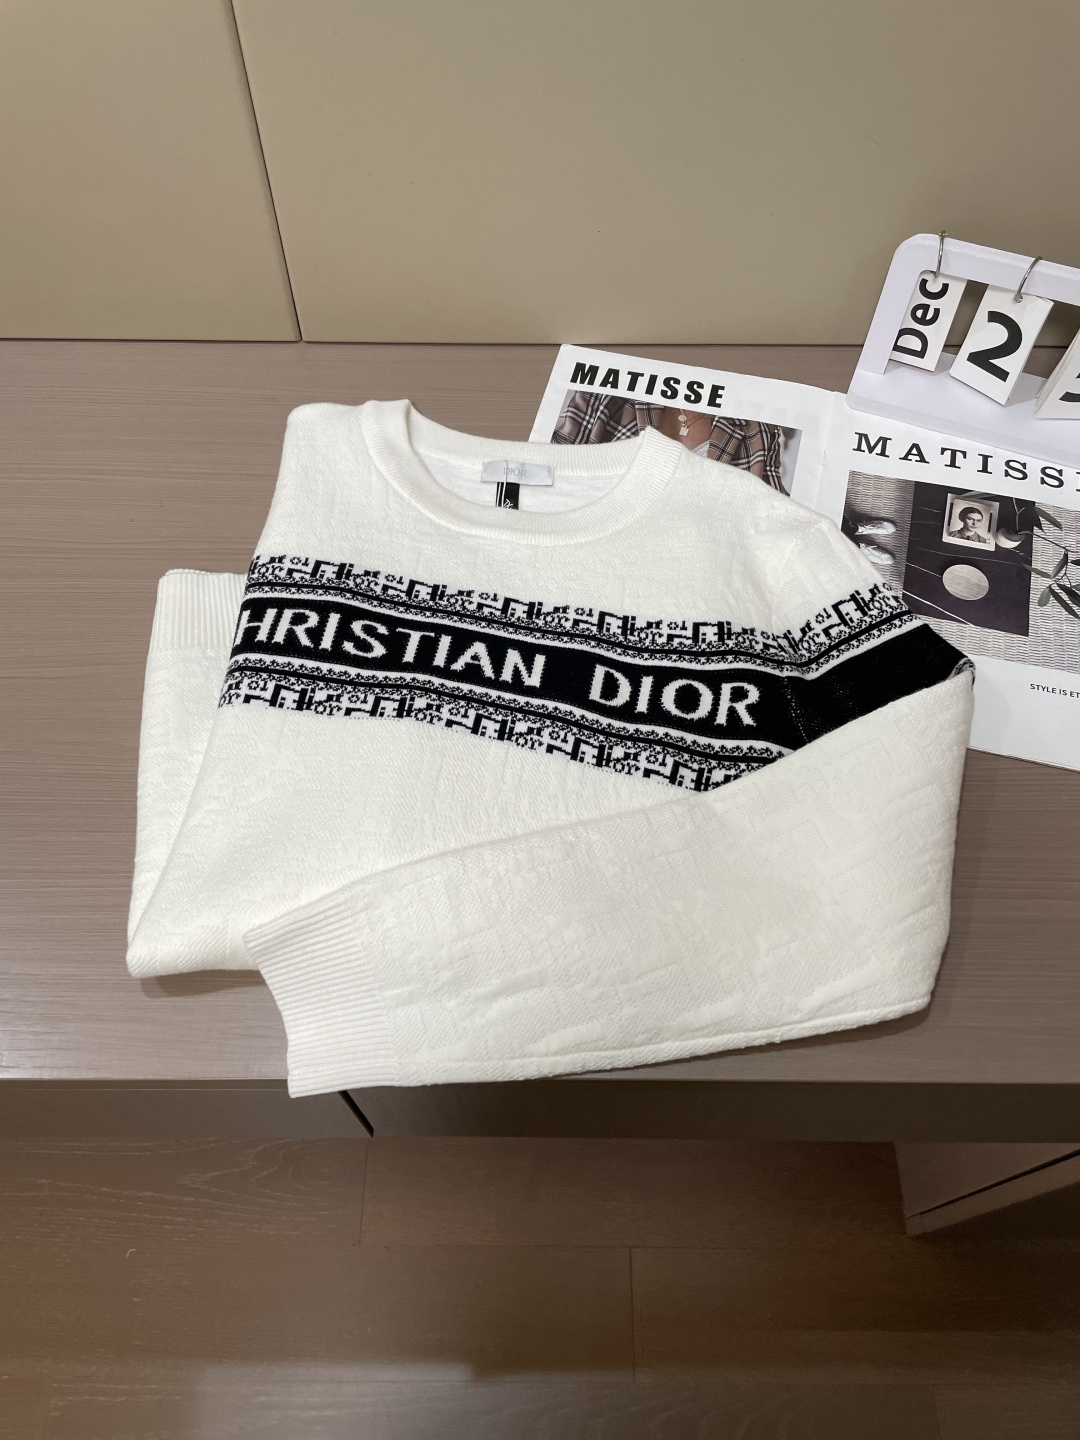 Dec
2
MATISSE
MATISS
DIOR
HRISTIAN DIOR
STYLE IS ET